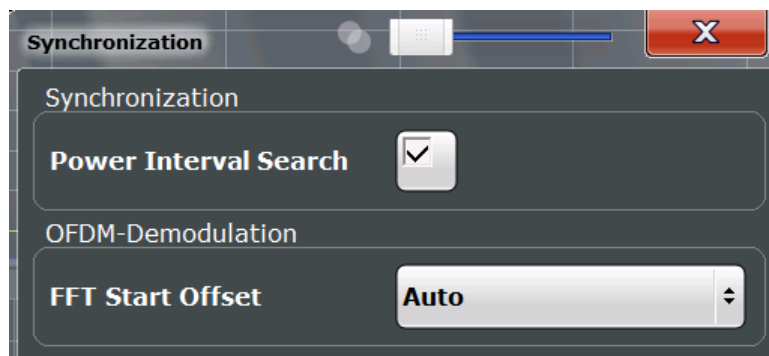 Synchronization
X
Synchronization
Power Interval Search
OFDM-Demodulation
FFT Start Offset
Auto